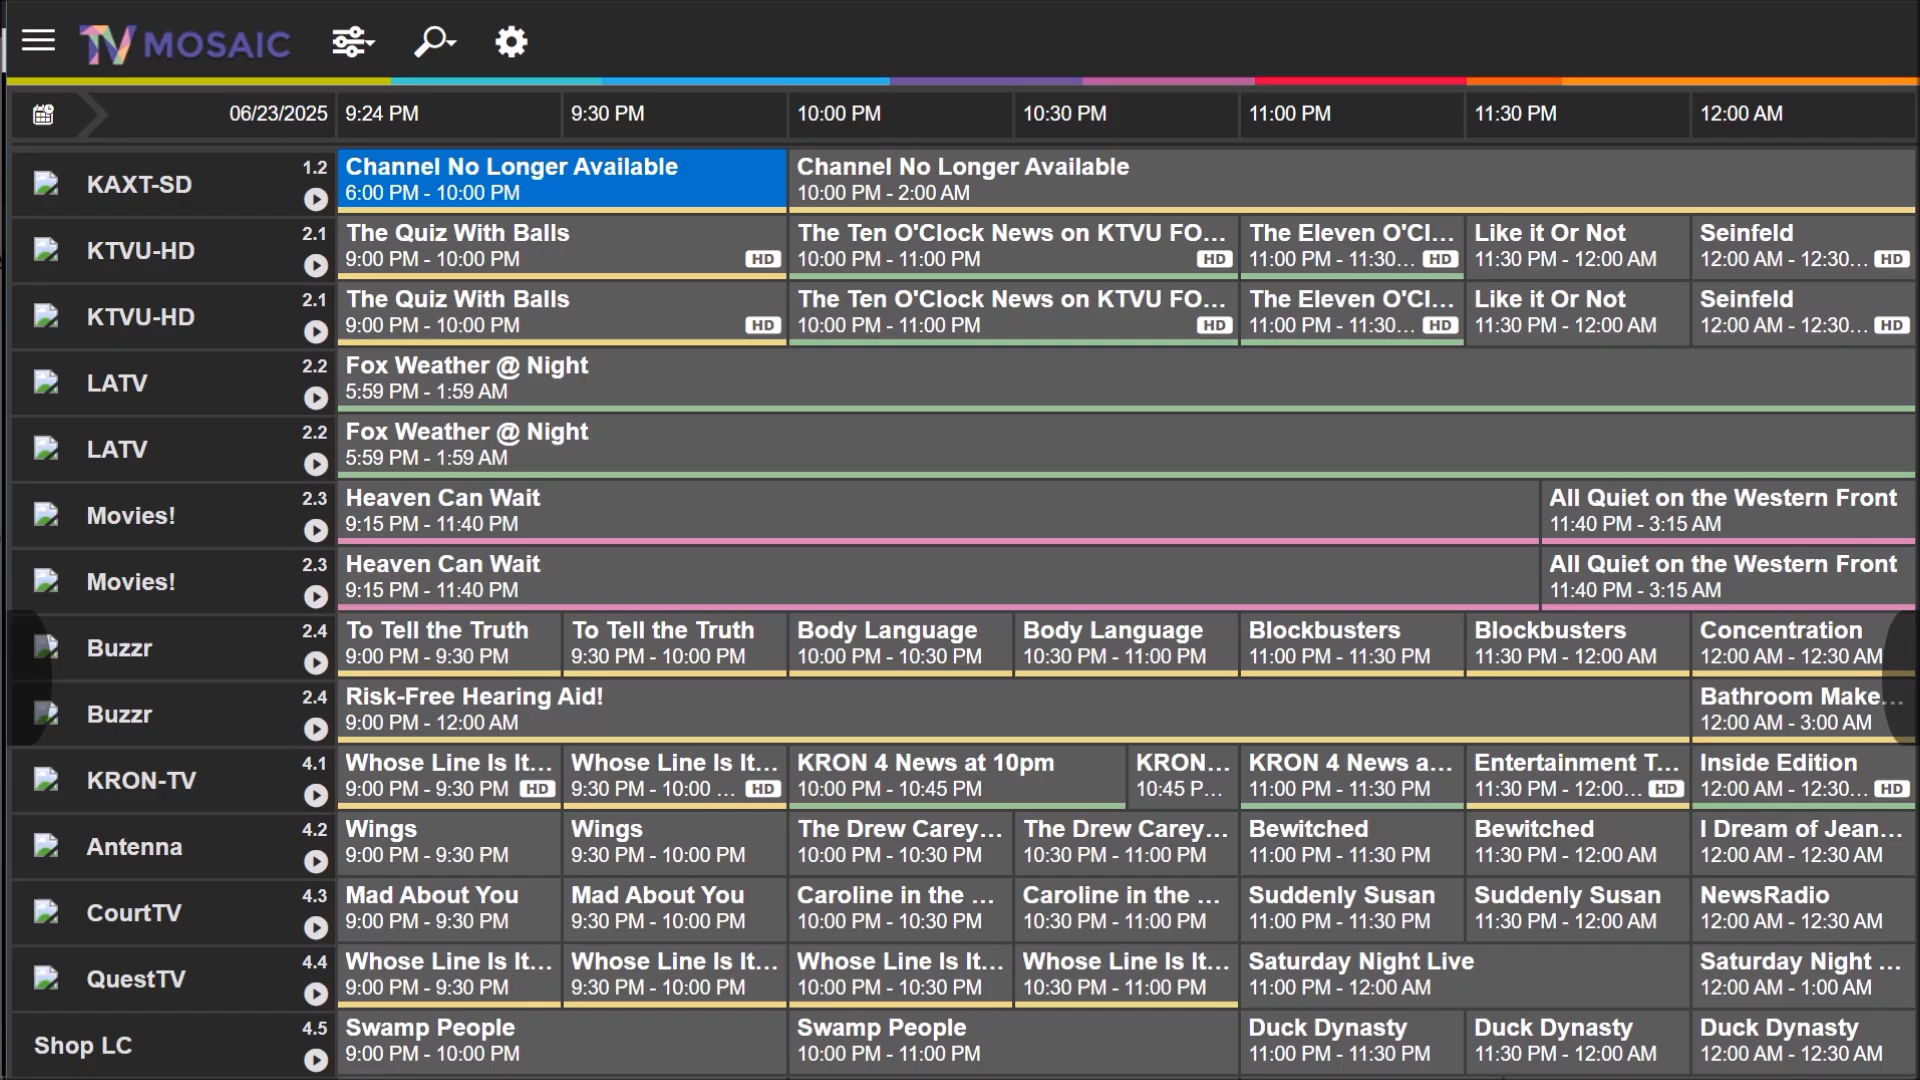 TV MOSAIC
06/23/2025 9:24 PM 9:30 PM 10:00 PM 10:30 PM 11:00 PM 11:30 PM 12:00 AM
KAXT-SD 1.2 Channel No Longer Available Channel No Longer Available
6:00 PM - 10:00 PM 10:00 PM - 2:00 AM
KTVU-HD 2.1 The Quiz With Balls The Ten O'Clock News on KTVU FO... The Eleven O'Cl... Like it Or Not Seinfeld
9:00 PM - 10:00 PM HD 10:00 PM - 11:00 PM HD 11:00 PM - 11:30... HD 11:30 PM - 12:00 AM 12:00 AM - 12:30... HD
KTVU-HD 2.1 The Quiz With Balls The Ten O'Clock News on KTVU FO... The Eleven O'Cl... Like it Or Not Seinfeld
9:00 PM - 10:00 PM HD 10:00 PM - 11:00 PM HD 11:00 PM - 11:30... HD 11:30 PM - 12:00 AM 12:00 AM - 12:30... HD
LATV 2.2 Fox Weather @ Night
5:59 PM - 1:59 AM
LATV 2.2 Fox Weather @ Night
5:59 PM - 1:59 AM
Movies! 2.3 Heaven Can Wait All Quiet on the Western Front
9:15 PM - 11:40 PM 11:40 PM - 3:15 AM
Movies! 2.3 Heaven Can Wait All Quiet on the Western Front
9:15 PM - 11:40 PM 11:40 PM - 3:15 AM
Buzzr 2.4 To Tell the Truth To Tell the Truth Body Language Body Language Blockbusters Blockbusters Concentration
9:00 PM - 9:30 PM 9:30 PM - 10:00 PM 10:00 PM - 10:30 PM 10:30 PM - 11:00 PM 11:00 PM - 11:30 PM 11:30 PM - 12:00 AM 12:00 AM - 12:30 AM
Buzzr 2.4 Risk-Free Hearing Aid! Bathroom Make...
9:00 PM - 12:00 AM 12:00 AM - 3:00 AM
KRON-TV 4.1 Whose Line Is It... Whose Line Is It... KRON 4 News at 10pm KRON... KRON 4 News a... Entertainment T... Inside Edition
9:00 PM - 9:30 PM HD 9:30 PM - 10:00 ... HD 10:00 PM - 10:45 PM 10:45 P... 11:00 PM - 11:30 PM 11:30 PM - 12:00... HD 12:00 AM - 12:30... HD
Antenna 4.2 Wings Wings The Drew Carey... The Drew Carey... Bewitched Bewitched I Dream of Jean...
9:00 PM - 9:30 PM 9:30 PM - 10:00 PM 10:00 PM - 10:30 PM 10:30 PM - 11:00 PM 11:00 PM - 11:30 PM 11:30 PM - 12:00 AM 12:00 AM - 12:30 AM
CourtTV 4.3 Mad About You Mad About You Caroline in the ... Caroline in the ... Suddenly Susan Suddenly Susan NewsRadio
9:00 PM - 9:30 PM 9:30 PM - 10:00 PM 10:00 PM - 10:30 PM 10:30 PM - 11:00 PM 11:00 PM - 11:30 PM 11:30 PM - 12:00 AM 12:00 AM - 12:30 AM
QuestTV 4.4 Whose Line Is It... Whose Line Is It... Whose Line Is It... Whose Line Is It... Saturday Night Live Saturday Night ...
9:00 PM - 9:30 PM 9:30 PM - 10:00 PM 10:00 PM - 10:30 PM 10:30 PM - 11:00 PM 11:00 PM - 12:00 AM 12:00 AM - 1:00 AM
Shop LC 4.5 Swamp People Swamp People Duck Dynasty Duck Dynasty Duck Dynasty
9:00 PM - 10:00 PM 10:00 PM - 11:00 PM 11:00 PM - 11:30 PM 11:30 PM - 12:00 AM 12:00 AM - 12:30 AM